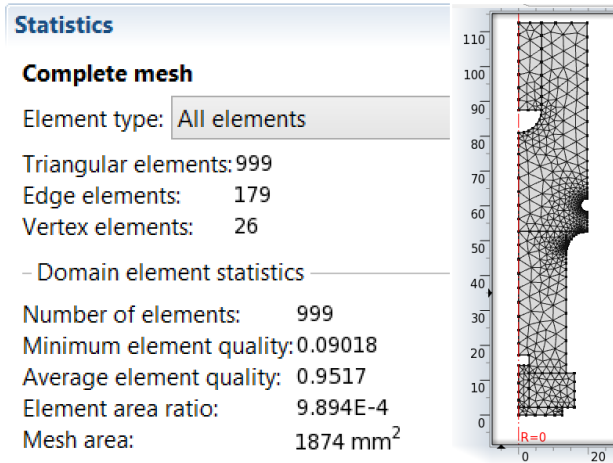 Statistics
Complete mesh
Element type: All elements
Triangular elements: 999
Edge elements: 179
Vertex elements: 26
Domain element statistics
Number of elements: 999
Minimum element quality: 0.09018
Average element quality: 0.9517
Element area ratio: 9.894E-4
Mesh area: 1874 mm²
110
100
90
80
70
60
50
40
30
20
10
0
R=0
0 20